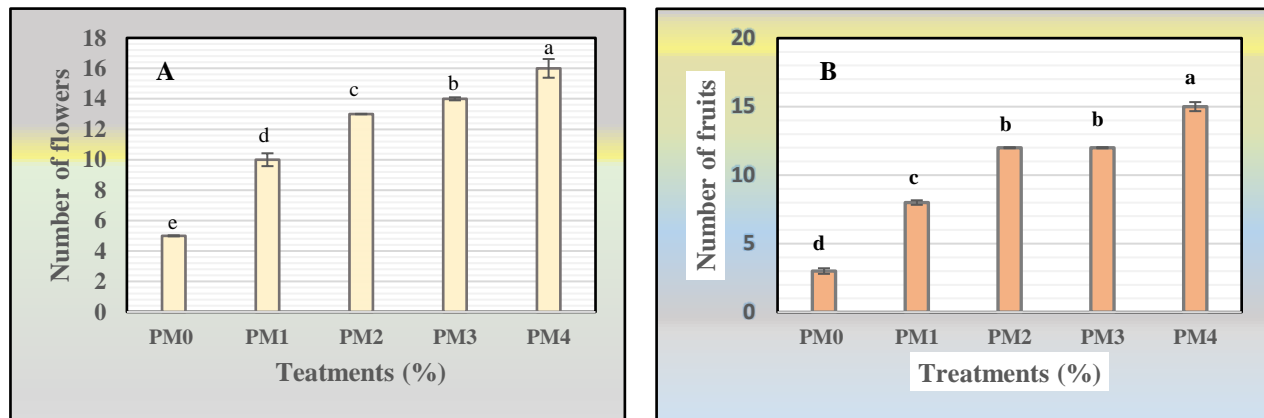 A
Number of flowers
18
16
14
12
10
8
6
4
2
0
e
d
c
b
a
PM0 PM1 PM2 PM3 PM4
Teatments (%)
B
Number of fruits
20
15
10
5
0
d
c
b
b
a
PM0 PM1 PM2 PM3 PM4
Treatments (%)